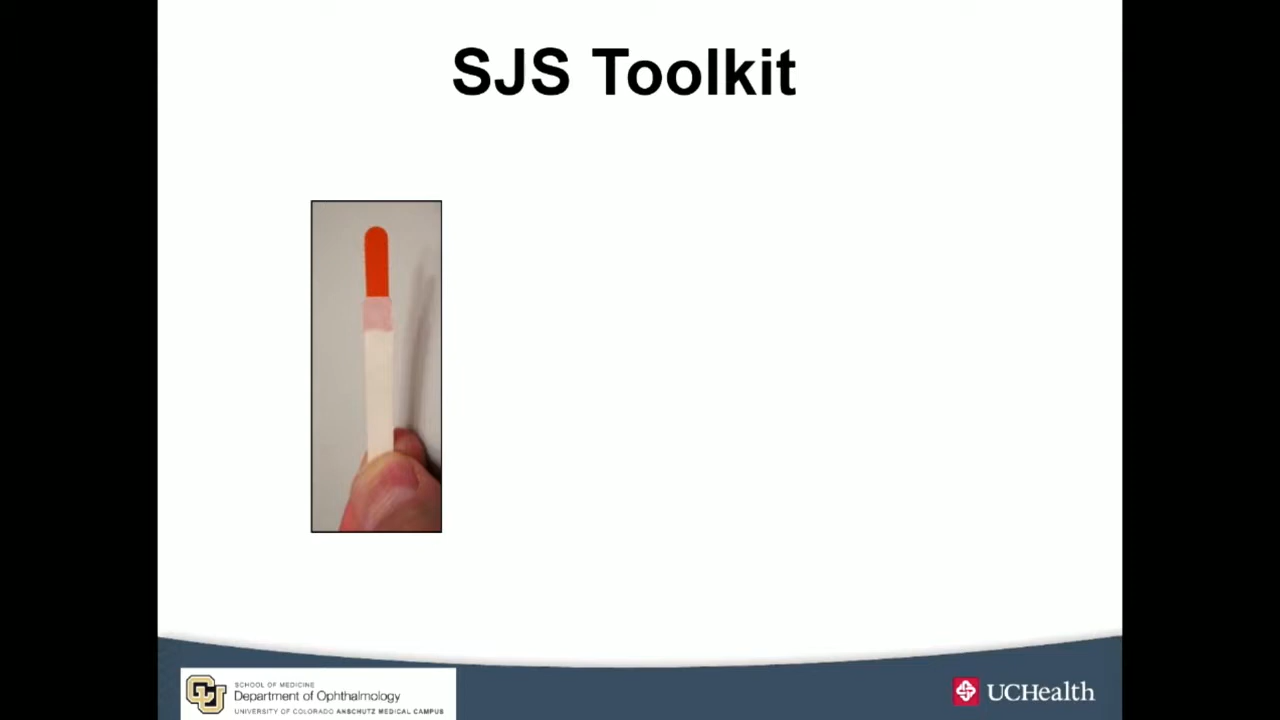 SJS Toolkit
SCHOOL OF MEDICINE
Department of Ophthalmology
UNIVERSITY OF COLORADO ANSCHUTZ MEDICAL CAMPUS
UCHealth